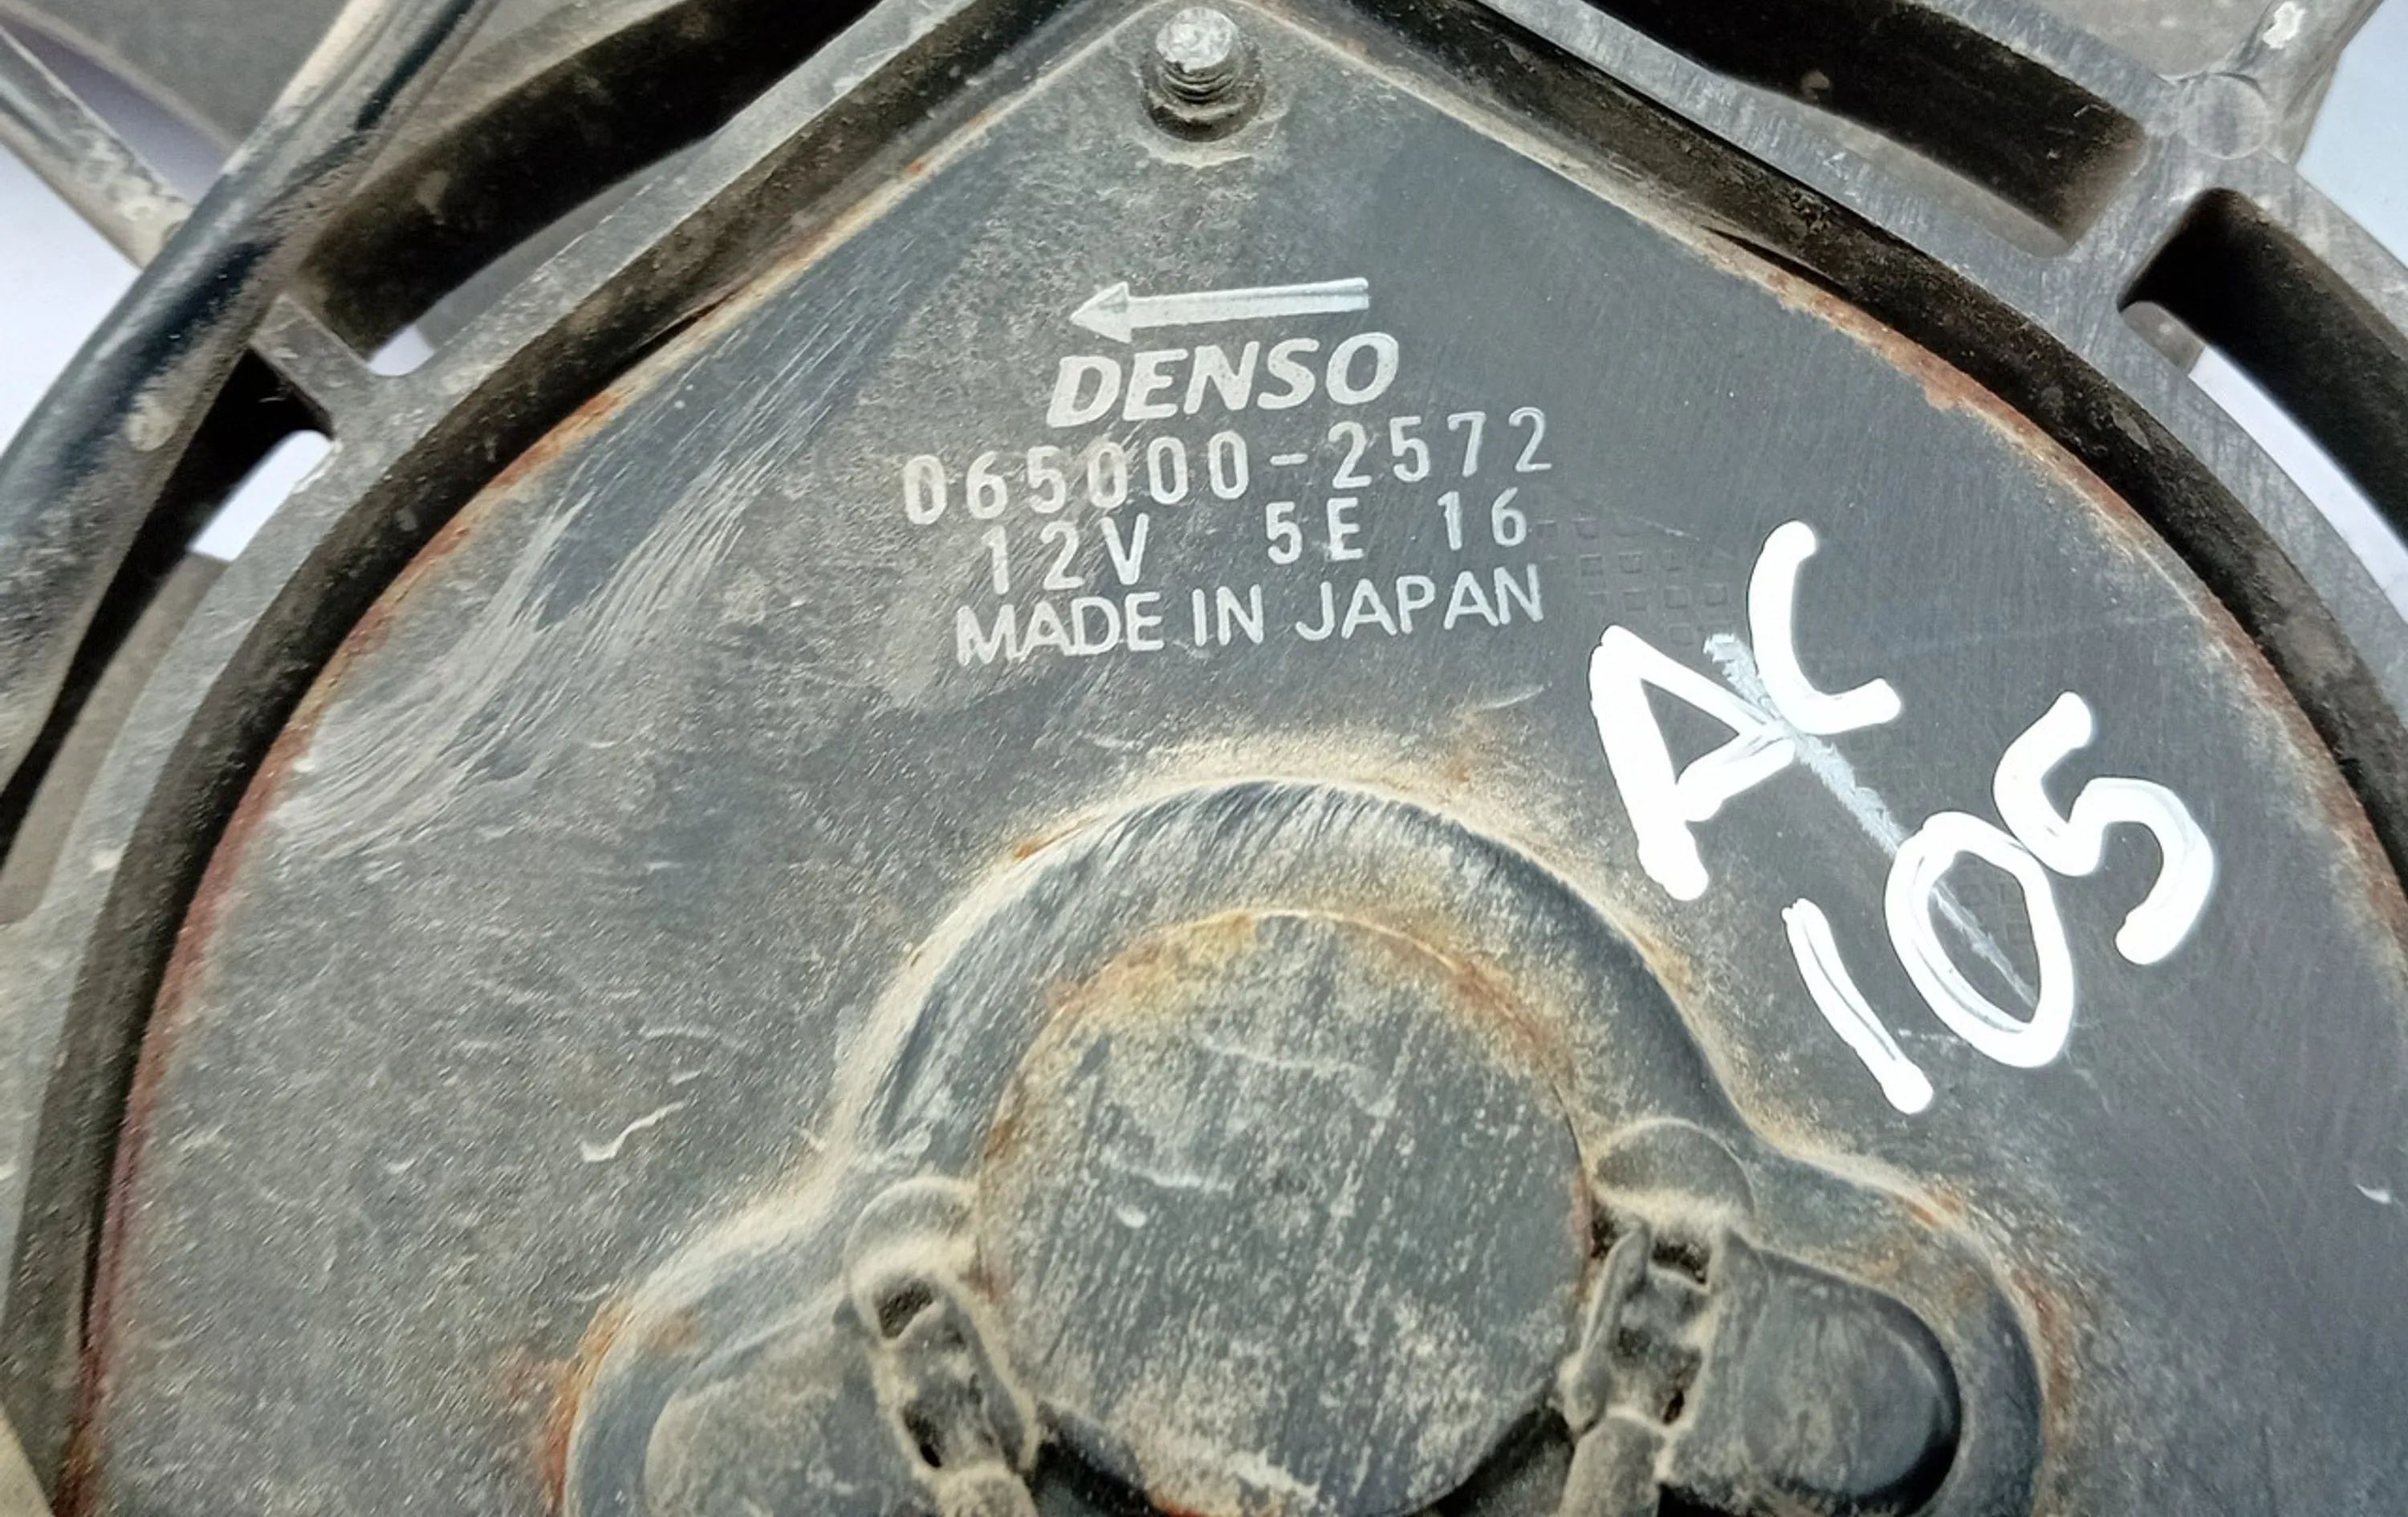 DENSO
065000-2572
12V 5E 16
MADE IN JAPAN
AC
105